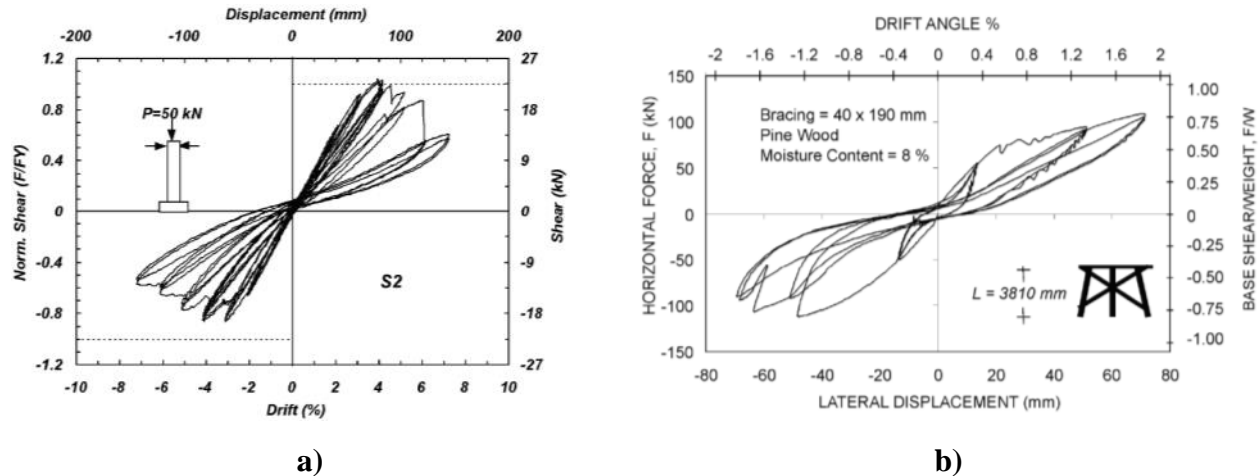 Displacement (mm)
-200 -100 0 100 200
1.2
0.8
0.4
0
-0.4
-0.8
-1.2
Norm. Shear (F/FY)
27
18
9
0
-9
-18
-27
Shear (kN)
P=50 kN
S2
-10 -8 -6 -4 -2 0 2 4 6 8 10
Drift (%)
a)
DRIFT ANGLE %
-2 -1.6 -1.2 -0.8 -0.4 0 0.4 0.8 1.2 1.6 2
150
100
50
0
-50
-100
-150
HORIZONTAL FORCE, F (kN)
Bracing = 40 x 190 mm
Pine Wood
Moisture Content = 8 %
1.00
0.75
0.50
0.25
0
-0.25
-0.50
-0.75
-1.00
BASE SHEAR/WEIGHT, F/W
L = 3810 mm
-80 -60 -40 -20 0 20 40 60 80
LATERAL DISPLACEMENT (mm)
b)